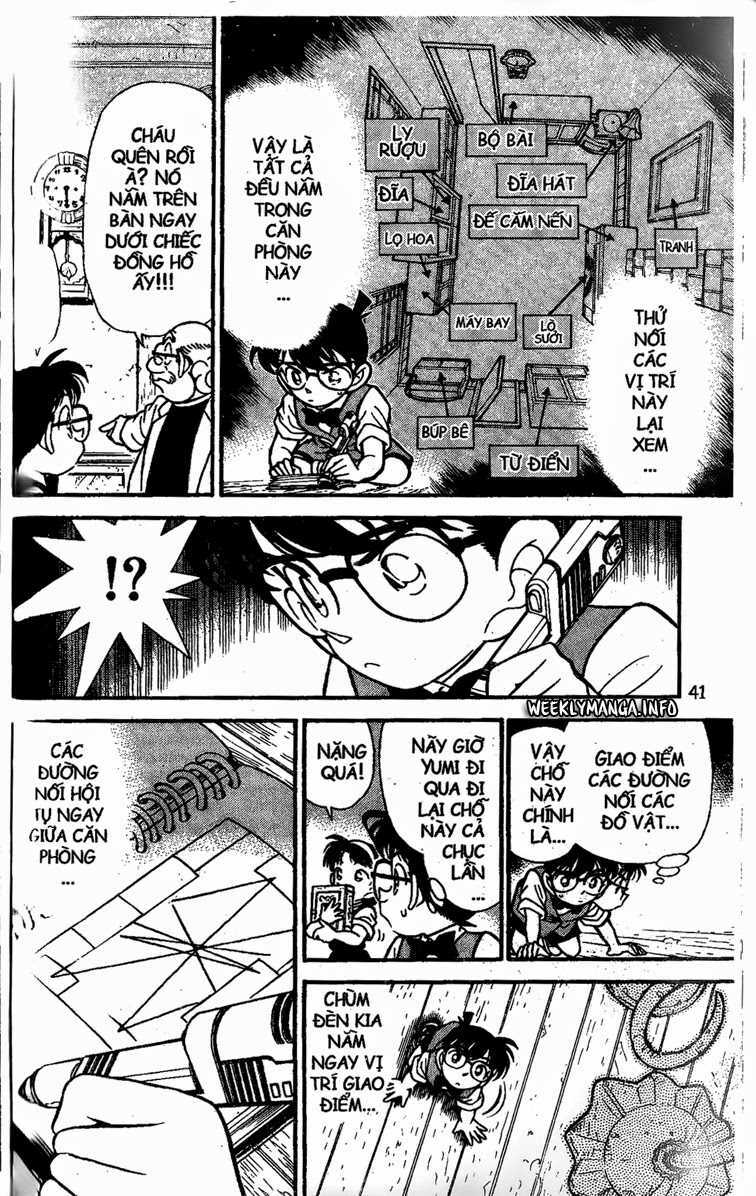 CHÁU
QUÊN RỒI
À? NÓ
NẰM TRÊN
BÀN NGAY
DƯỚI CHIẾC
ĐỒNG HỒ
ẤY!!!
VẬY LÀ
TẤT CẢ
ĐỀU NẰM
TRONG
CĂN
PHÒNG
NÀY
...
LY
RƯỢU
BỘ BÀI
ĐĨA
ĐĨA HÁT
LỌ HOA
ĐẾ CẮM NẾN
TRANH
MÁY BAY
LÒ
SƯỞI
BÚP BÊ
TỪ ĐIỂN
THỬ
NỐI
CÁC
VỊ TRÍ
NÀY
LẠI
XEM
...
!?
41
WEEKLYMANGA.INFO
CÁC
ĐƯỜNG
NỐI HỘI
TỤ NGAY
GIỮA CĂN
PHÒNG
...
NẶNG
QUÁ!
NÃY GIỜ
YUMI ĐI
QUA ĐI
LẠI CHỖ
NÀY CẢ
CHỤC
LẦN
...
VẬY
CHỖ
NÀY
CHÍNH
LÀ...
GIAO ĐIỂM
CÁC ĐƯỜNG
NỐI CÁC
ĐỒ VẬT...
CHÙM
ĐÈN KIA
NẰM
NGAY VỊ
TRÍ GIAO
ĐIỂM...